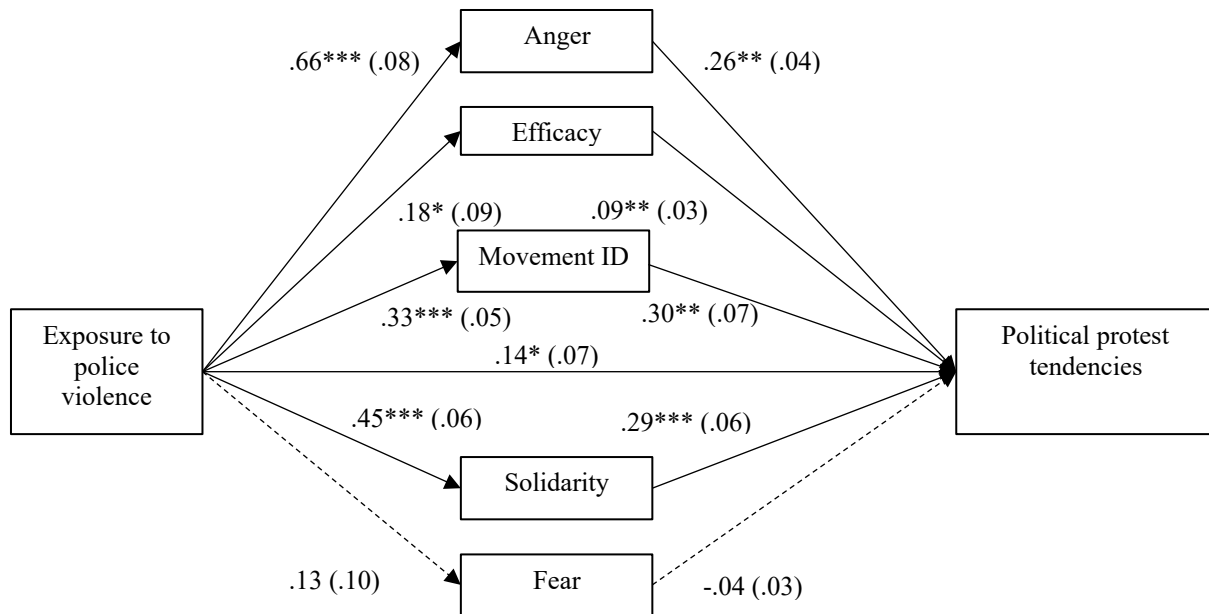 Anger
.66*** (.08)
.26** (.04)
Efficacy
.18* (.09)
.09** (.03)
Movement ID
.33*** (.05)
.30** (.07)
Exposure to
police
violence
.14* (.07)
Political protest
tendencies
.45*** (.06)
.29*** (.06)
Solidarity
.13 (.10)
Fear
-.04 (.03)